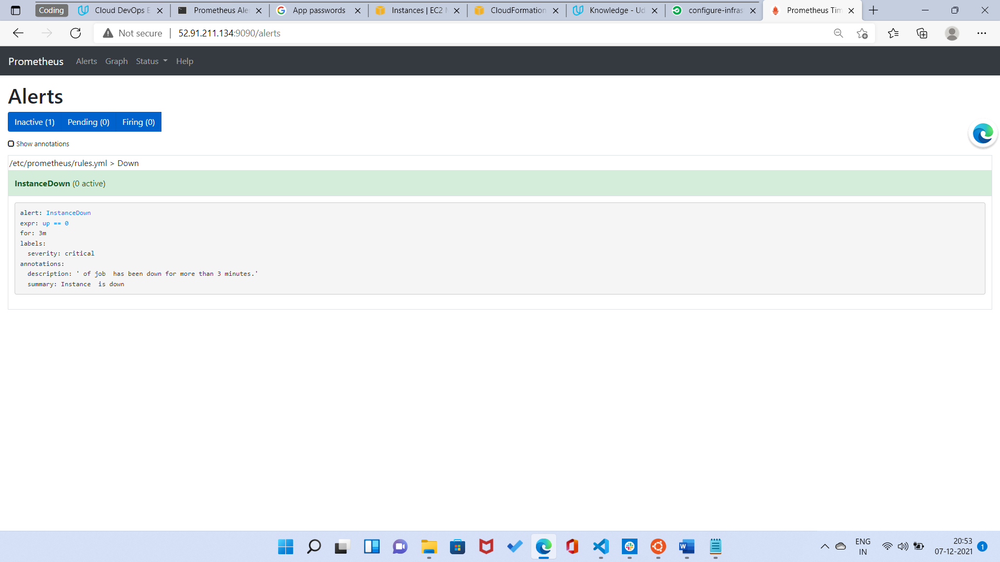 Coding
Cloud DevOps E
Prometheus Ale
App passwords
Instances | EC2 M
CloudFormation
Knowledge - Ud
configure-infras
Prometheus Tim
Not secure
52.91.211.134:9090/alerts
Prometheus Alerts Graph Status Help
Alerts
Inactive (1) Pending (0) Firing (0)
Show annotations
/etc/prometheus/rules.yml > Down
InstanceDown (0 active)
alert: InstanceDown
expr: up == 0
for: 3m
labels:
severity: critical
annotations:
description: ' of job  has been down for more than 3 minutes.'
summary: Instance  is down
ENG
IN
20:53
07-12-2021
1